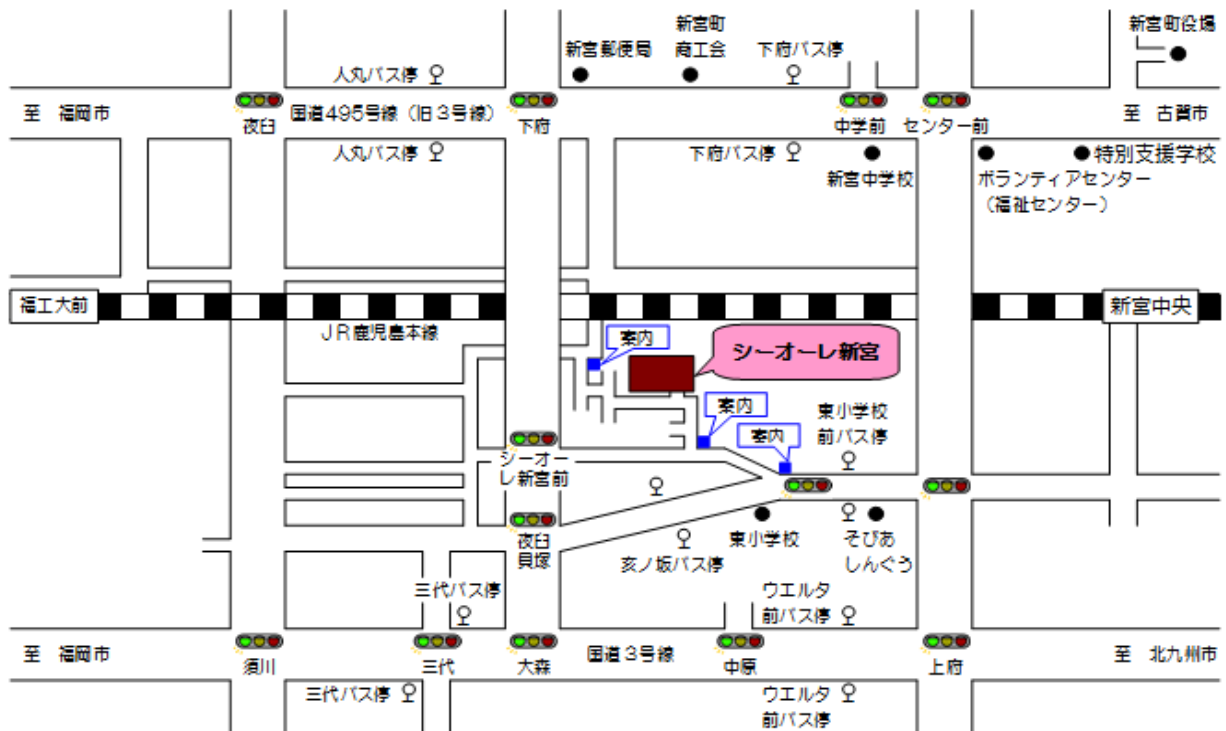 新宮町役場
新宮町
商工会
新宮郵便局
下府バス停
人丸バス停
至 福岡市
夜臼
国道495号線(旧3号線)
下府
中学前
センター前
至 古賀市
人丸バス停
下府バス停
新宮中学校
特別支援学校
ボランティアセンター
(福祉センター)
福工大前
新宮中央
JR鹿児島本線
案内
シーオーレ新宮
案内
案内
東小学校
前バス停
シーオー
レ新宮前
夜臼
貝塚
亥ノ坂バス停
東小学校
そぴあ
しんぐう
三代バス停
ウエルタ
前バス停
至 福岡市
須川
三代
大森
国道3号線
中原
上府
至 北九州市
三代バス停
ウエルタ
前バス停